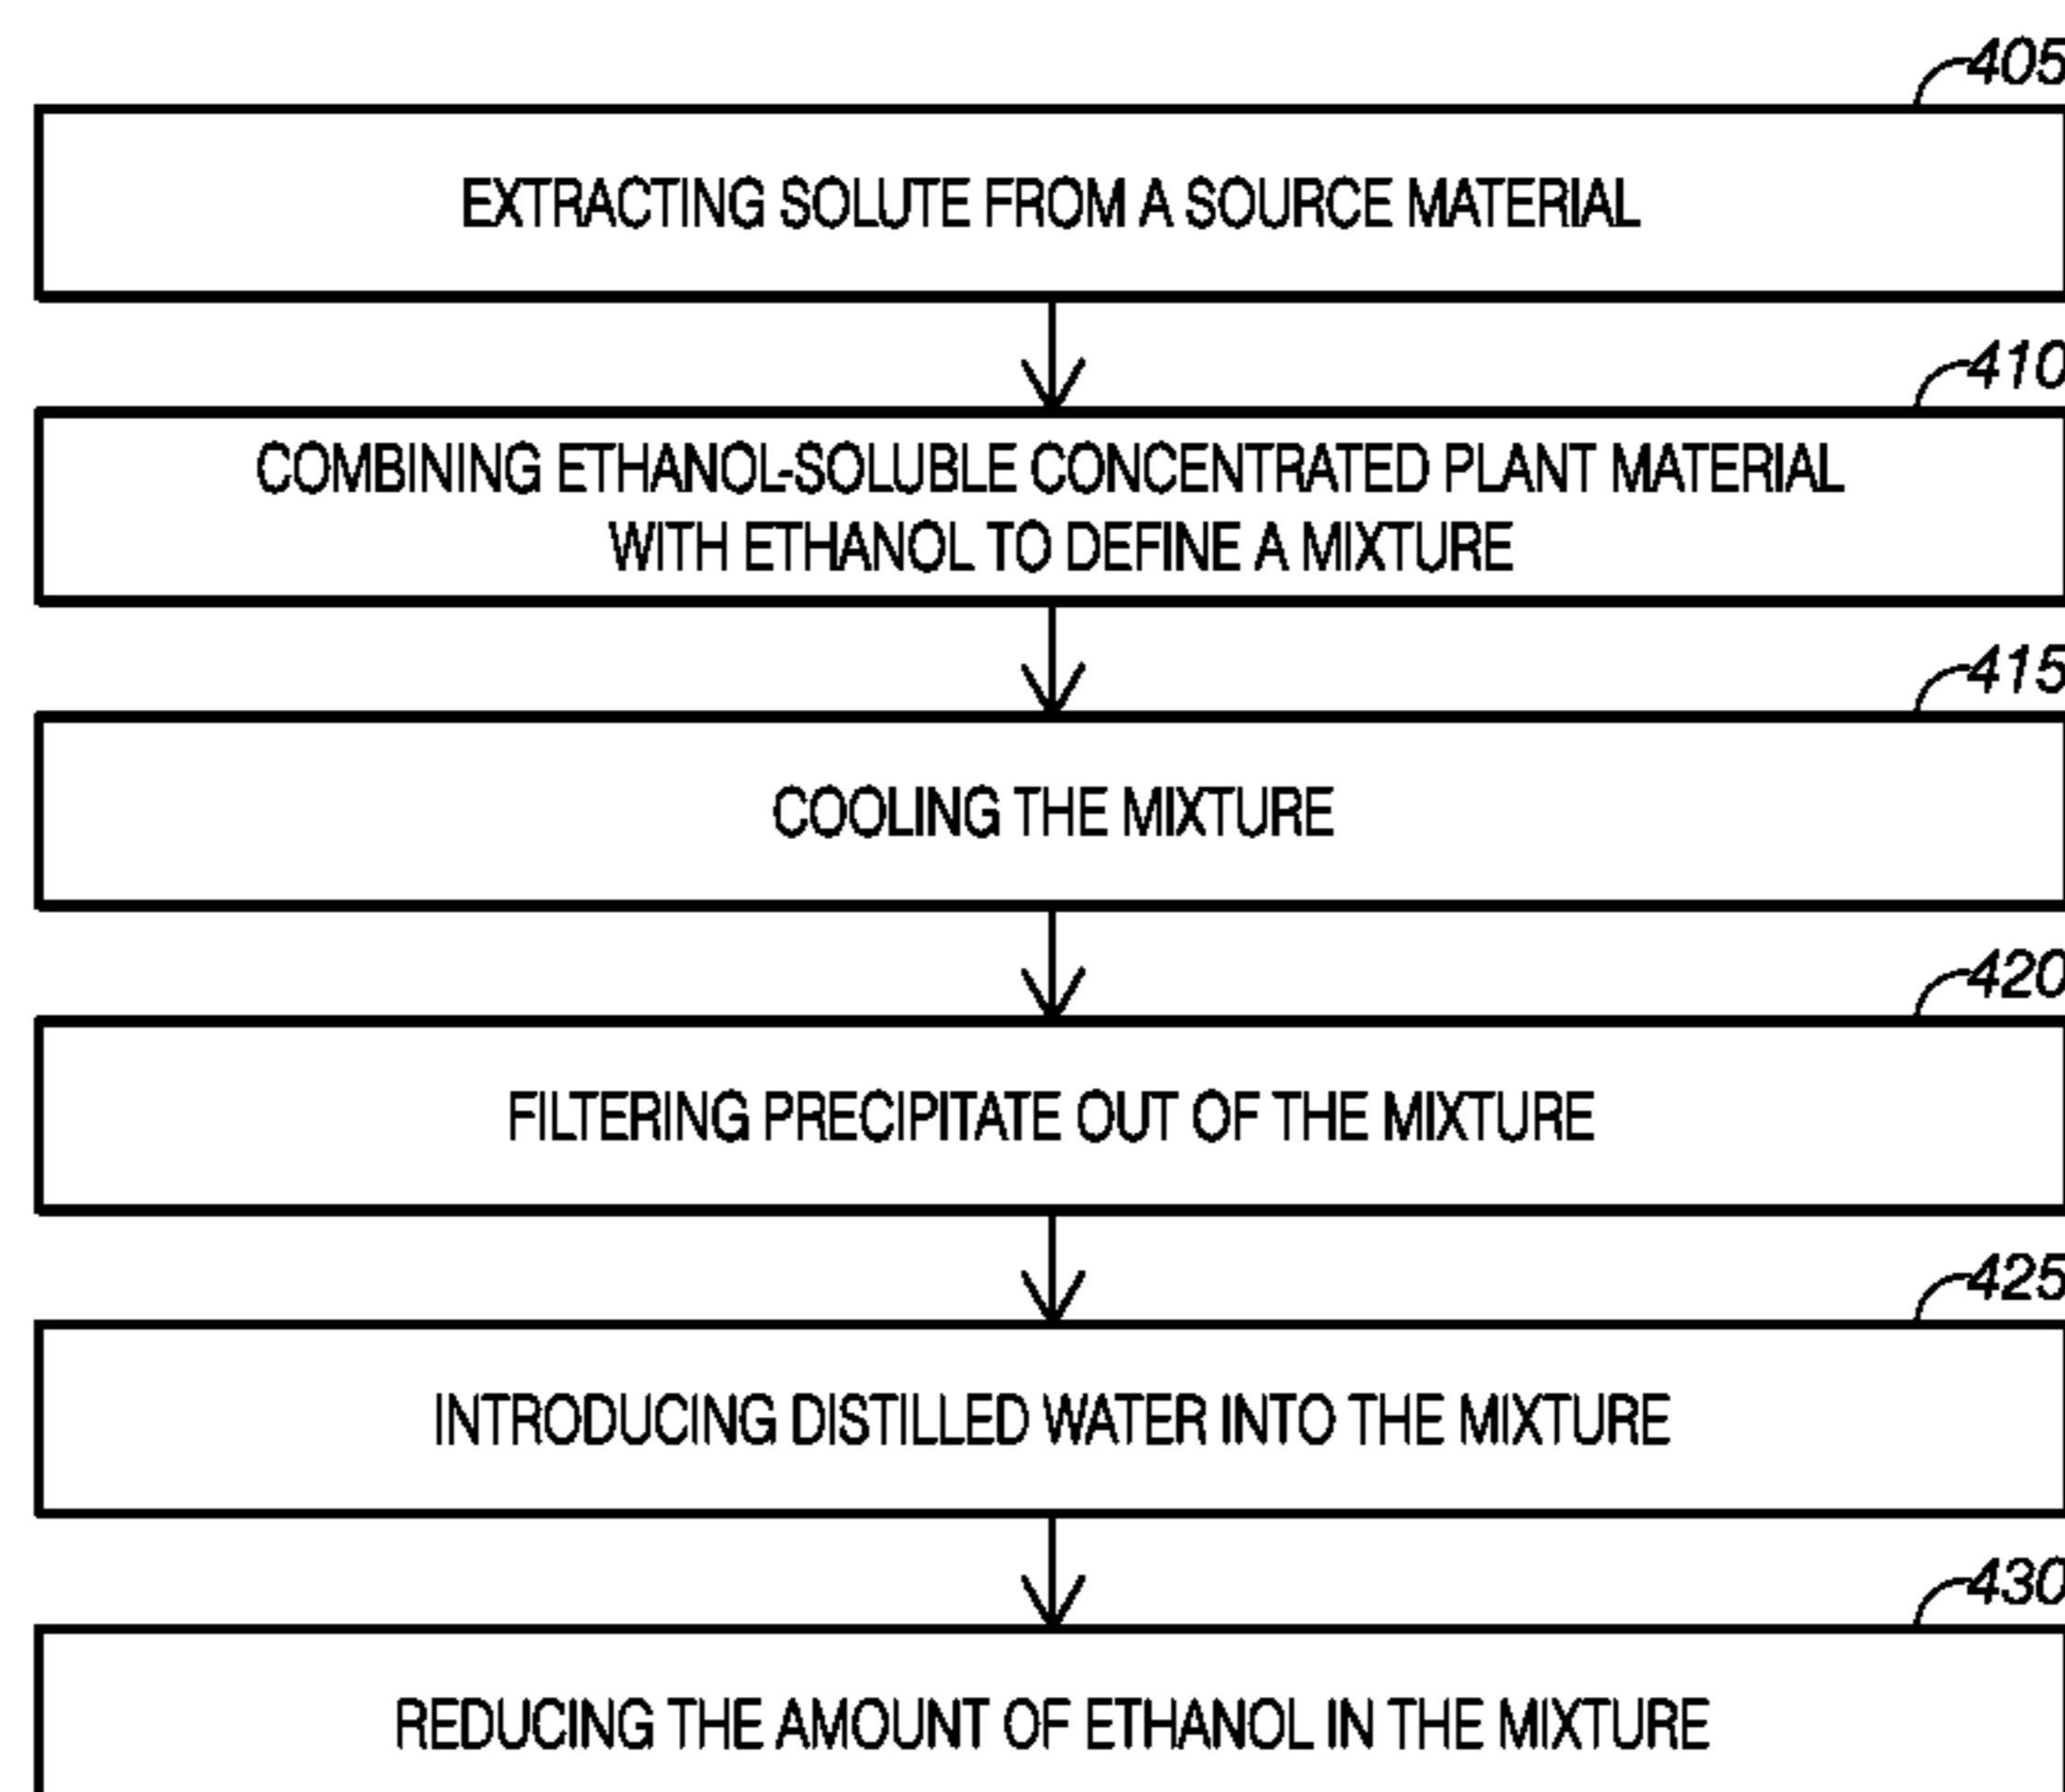 405
EXTRACTING SOLUTE FROM A SOURCE MATERIAL
410
COMBINING ETHANOL-SOLUBLE CONCENTRATED PLANT MATERIAL
WITH ETHANOL TO DEFINE A MIXTURE
415
COOLING THE MIXTURE
420
FILTERING PRECIPITATE OUT OF THE MIXTURE
425
INTRODUCING DISTILLED WATER INTO THE MIXTURE
430
REDUCING THE AMOUNT OF ETHANOL IN THE MIXTURE